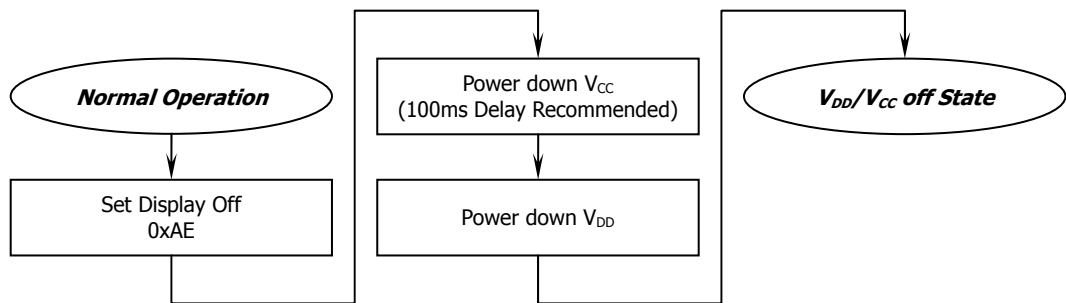 Normal Operation
Set Display Off
0xAE
Power down VCC
(100ms Delay Recommended)
Power down VDD
VDD/VCC off State